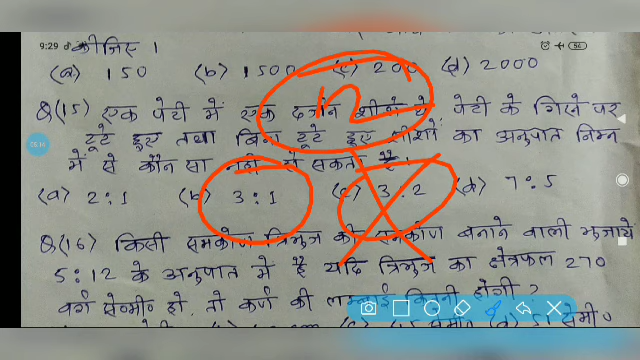 9:29
कीजिए ।
(a) 150 (b) 1500 (c) 200 (d) 2000
Q(15) एक पेटी में एक दर्जन शीशे थे पेटी के गिरने पर
टूटे हुए तथा बिना टूटे हुए शीशों का अनुपात निम्न
में से कौन सा नही हो सकता है ।
(a) 2:1 (b) 3:1 (c) 3:2 (d) 7:5
Q(16) किसी समकोण त्रिभुज की समकोण बनाने वाली भुजायें
5:12 के अनुपात में है यदि त्रिभुज का क्षेत्रफल 270
वर्ग से०मी० हो, तो कर्ण की लम्बाई कितनी होगी ?